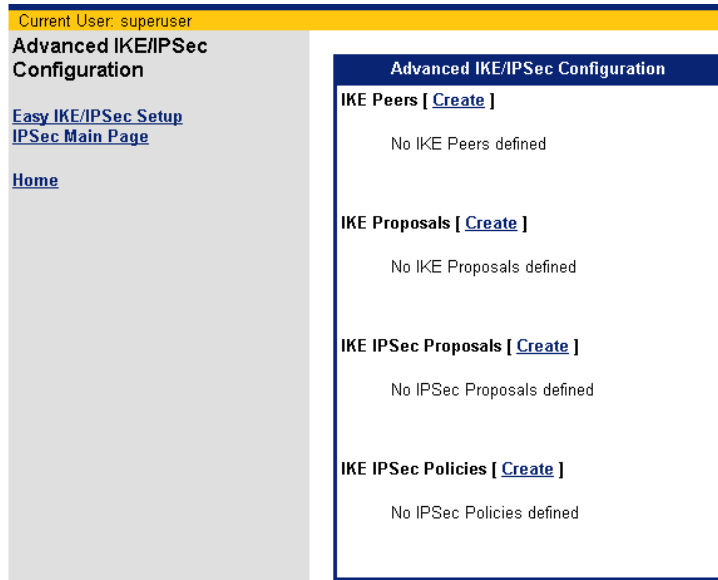 Current User: superuser
Advanced IKE/IPSec
Configuration
Easy IKE/IPSec Setup
IPSec Main Page
Home
Advanced IKE/IPSec Configuration
IKE Peers [ Create ]
No IKE Peers defined
IKE Proposals [ Create ]
No IKE Proposals defined
IKE IPSec Proposals [ Create ]
No IPSec Proposals defined
IKE IPSec Policies [ Create ]
No IPSec Policies defined